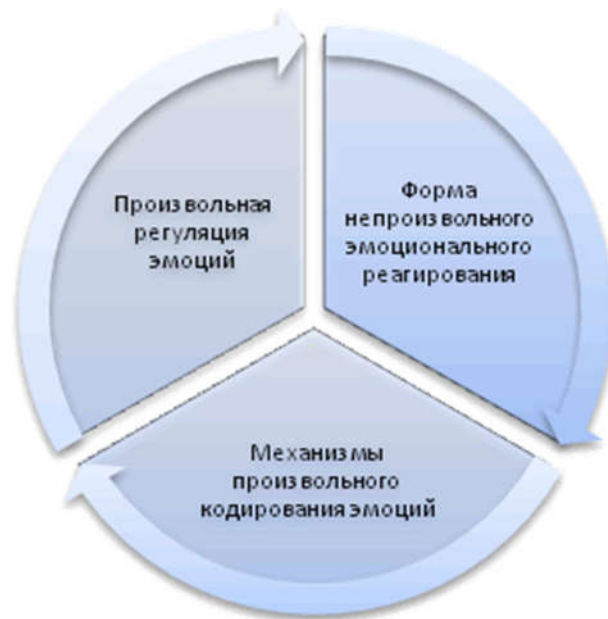 Произвольная
регуляция
эмоций
Форма
непроизвольного
эмоционального
реагирования
Механизмы
произвольного
кодирования эмоций